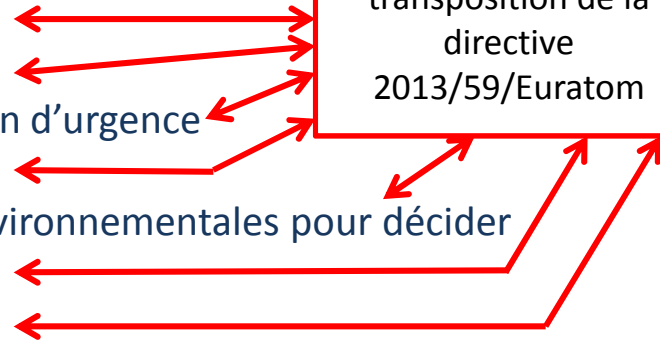 transposition de la
directive
2013/59/Euratom
n d’urgence
vironnementales pour décider